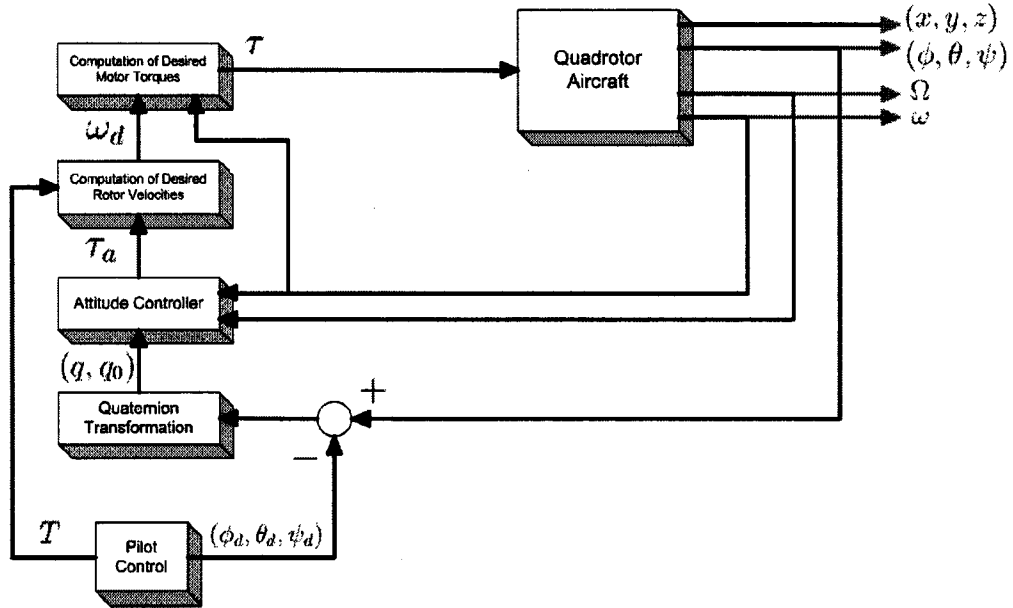 (x, y, z)
(ϕ, θ, ψ)
Ω
ω
Quadrotor
Aircraft
τ
Computation of Desired
Motor Torques
ω_d
Computation of Desired
Rotor Velocities
τ_a
Attitude Controller
(q, q_0)
+
Quaternion
Transformation
−
T
Pilot
Control
(ϕ_d, θ_d, ψ_d)